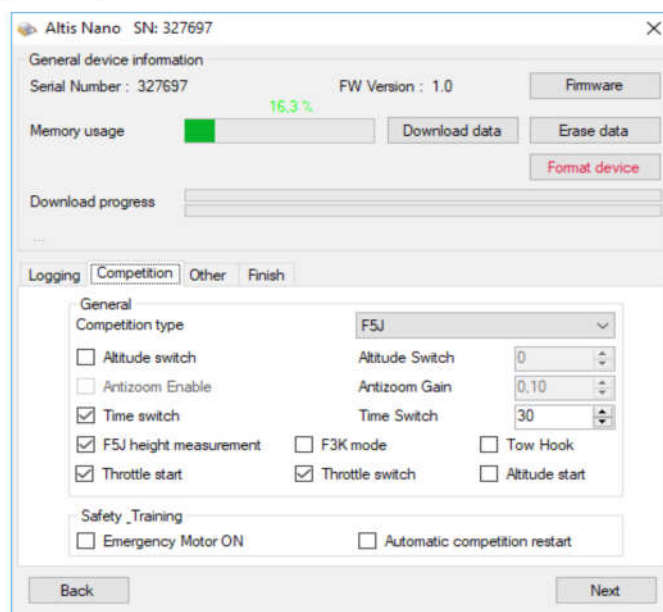 Altis Nano SN: 327697
General device information
Serial Number : 327697 FW Version : 1.0 Firmware
16,3 %
Memory usage Download data Erase data
Format device
Download progress
...
Logging Competition Other Finish
General
Competition type F5J
Altitude switch Altitude Switch 0
Antizoom Enable Antizoom Gain 0,10
Time switch Time Switch 30
F5J height measurement F3K mode Tow Hook
Throttle start Throttle switch Altitude start
Safety _Training
Emergency Motor ON Automatic competition restart
Back Next